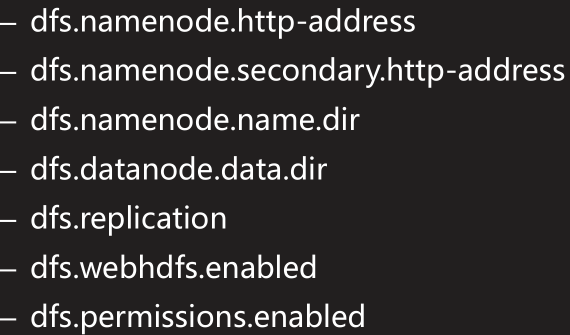 – dfs.namenode.http-address
– dfs.namenode.secondary.http-address
– dfs.namenode.name.dir
– dfs.datanode.data.dir
– dfs.replication
– dfs.webhdfs.enabled
– dfs.permissions.enabled